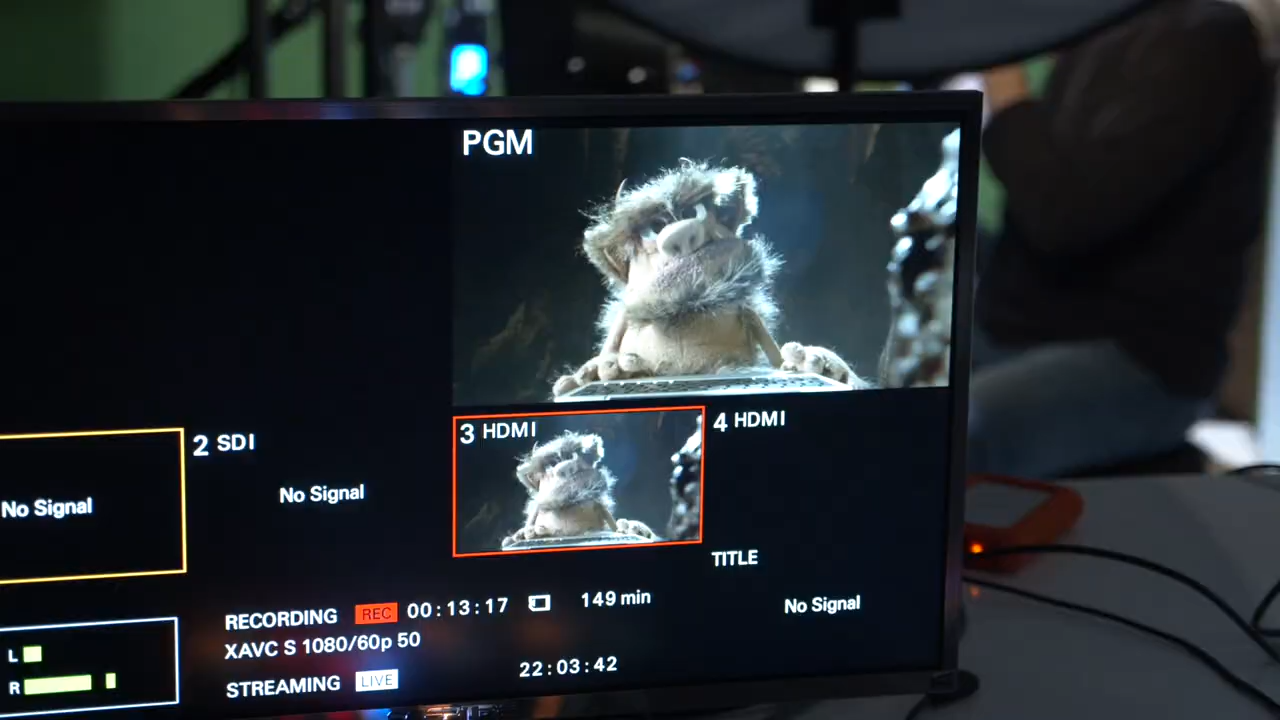 PGM
2 SDI
3 HDMI
4 HDMI
No Signal
No Signal
TITLE
No Signal
RECORDING REC 00:13:17 149 min
XAVC S 1080/60p 50
STREAMING LIVE
22:03:42
L
R